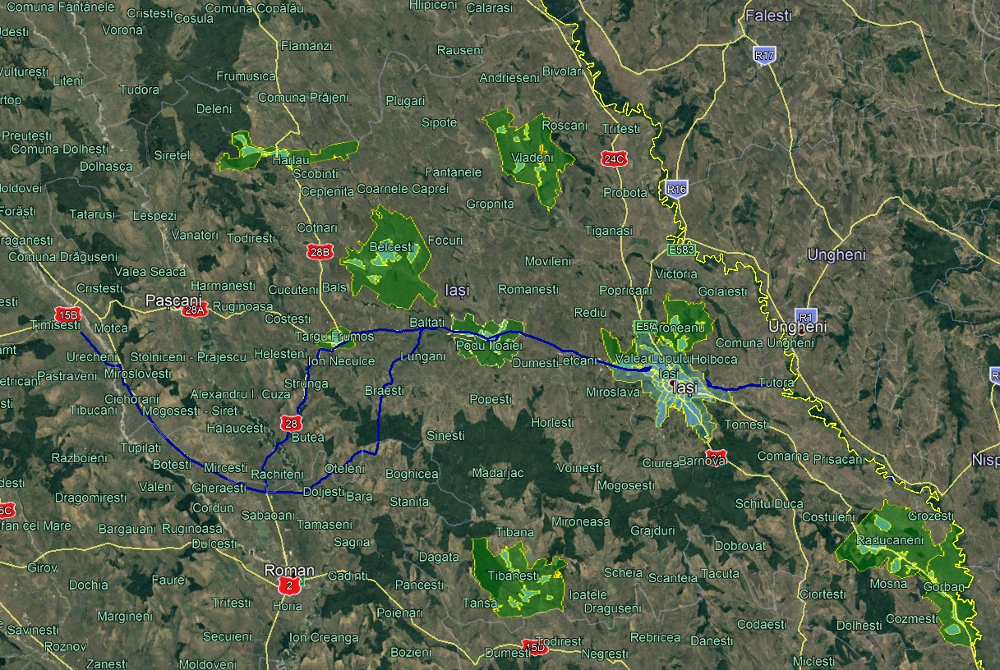 Comuna Fântânele
Cristesti
Comuna Copălău
Hlipiceni
Calarasi
Cosula
Falesti
Vorona
Flamanzi
Rauseni
R17
Vulturești
Liteni
Frumusica
Andrieseni
Bivolari
Tudora
Comuna Prăjeni
Plugari
Deleni
Sipote
Roscani
Trifesti
Preutești
Comuna Dolhești
Siretel
Harlau
Vladeni
24C
Dolhasca
Scobinti
Fantanele
Ceplenita
Coarnele Caprei
Probota
R16
Gropnita
Forăști
Tatarusi
Lespezi
Cotnari
Tiganasi
Vanatori
Todiresti
Focuri
Belcesti
28B
E583
Comuna Drăguseni
Movileni
Ungheni
Valea Seaca
Victoria
Cristesti
Harmanesti
Cucuteni
Bals
Iași
Romanesti
Popricani
Golaiesti
Pașcani
28A
Ruginoasa
Rediu
15B
Timisesti
Motca
Costesti
Baltati
E5A
Aroneanu
R1
Ungheni
Targu Frumos
Podu Iloaiei
Comuna Ungheni
Urecheni
Stolniceni - Prajescu
Helesteni
Ion Neculce
Lungani
Dumesti
Valea Lupului
Holboca
Pastraveni
Miroslovesti
Iasi
Iași
Tutora
Strunga
Braesti
Miroslava
Ciohorani
Alexandru I. Cuza
Popesti
Tibucani
Mogosesti - Siret
Horlesti
Tomesti
Halaucesti
28
Butea
Sinesti
Tupilati
Razboieni
Botesti
Mircesti
Rachiteni
Oteleni
Boghicea
Madarjac
Voinesti
Ciurea
Barnova
Comarna
Prisacani
Valeni
Gheraesti
Doljesti
Bara
Mogosesti
Dragomiresti
Stanita
Schitu Duca
Cordun
Sabaoani
Costuleni
Grozesti
Tamaseni
Mironeasa
Bargauani
Ruginoasa
Tibana
Grajduri
Raducaneni
Dulcesti
Sagna
Dobrovat
Girov
Roman
Dagata
2
Gadinti
Tibanesti
Scheia
Tacuta
Scanteia
Dochia
Faurei
Pancesti
Mosna
Gorban
Trifesti
Horia
Tansa
Ipatele
Ciortesti
Margineni
Poienari
Draguseni
Cozmesti
Codaesti
Dolhesti
Savinesti
Secuieni
Ion Creanga
Todiresti
Rebricea
Danesti
Roznov
15D
Bozieni
Dumesti
Negresti
Zanesti
Moldoveni
Miclesti